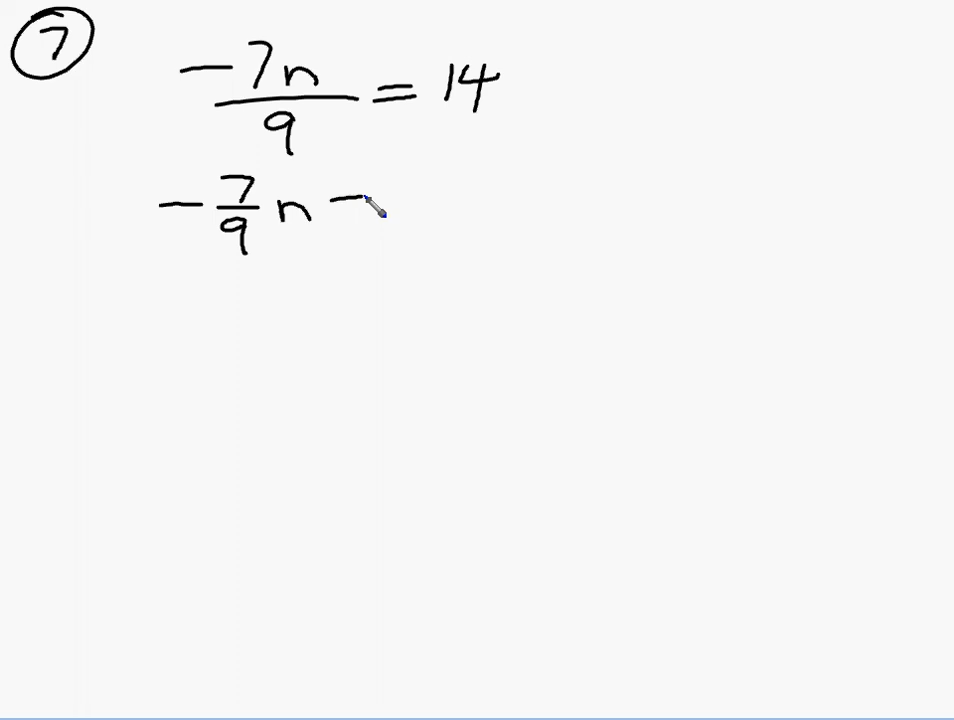 ⑦
-7n/9 = 14
-7/9 n -